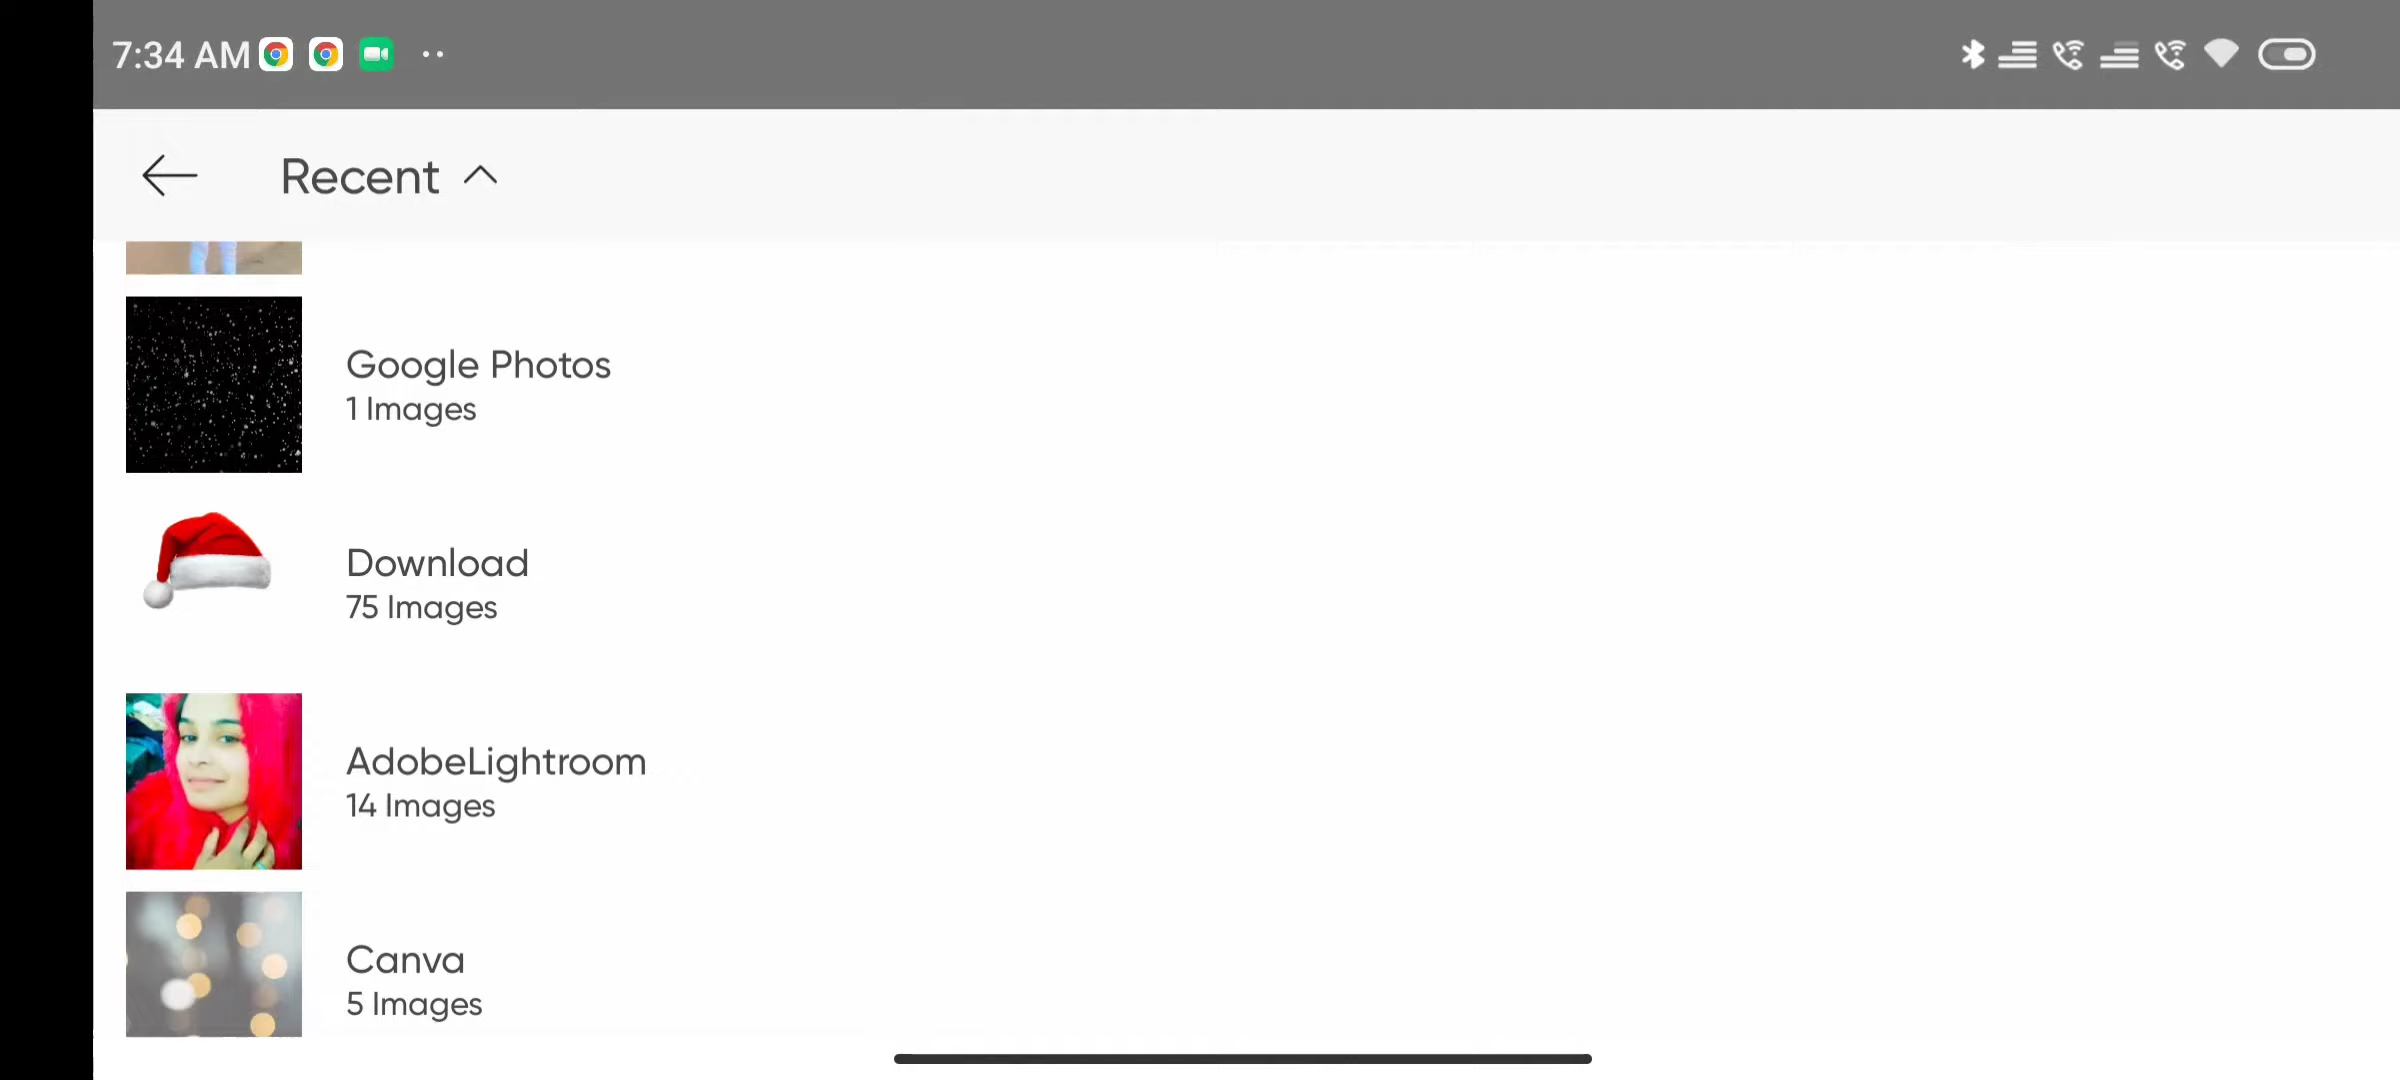 7:34 AM
Recent
Google Photos
1 Images
Download
75 Images
AdobeLightroom
14 Images
Canva
5 Images